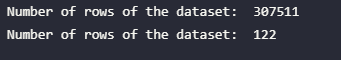 Number of rows of the dataset:  307511
Number of rows of the dataset:  122